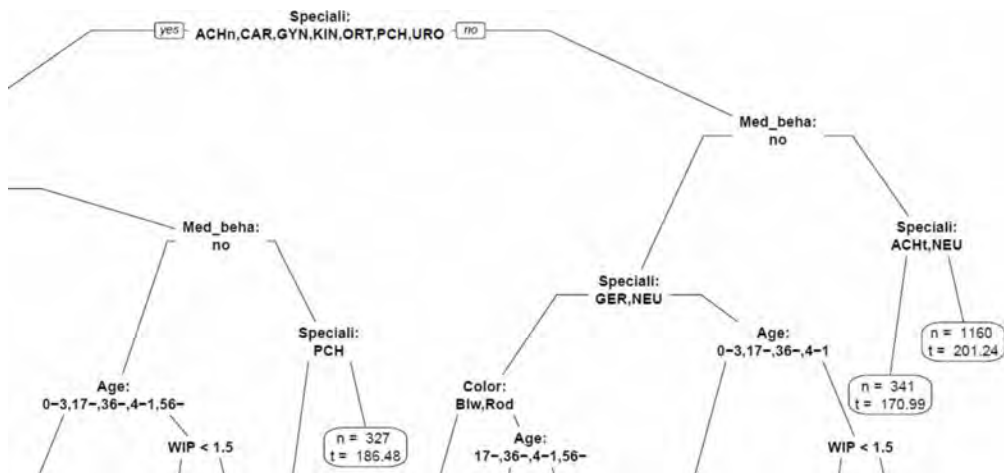 Speciali:
yes ACHn,CAR,GYN,KIN,ORT,PCH,URO no
Med_beha:
no
Med_beha:
no
Speciali:
ACHt,NEU
Speciali:
GER,NEU
Speciali:
PCH
Age:
0−3,17−,36−,4−1
n = 1160
t = 201.24
Age:
0−3,17−,36−,4−1,56−
Color:
Blw,Rod
n = 341
t = 170.99
WIP < 1.5
n = 327
t = 186.48
Age:
17−,36−,4−1,56−
WIP < 1.5